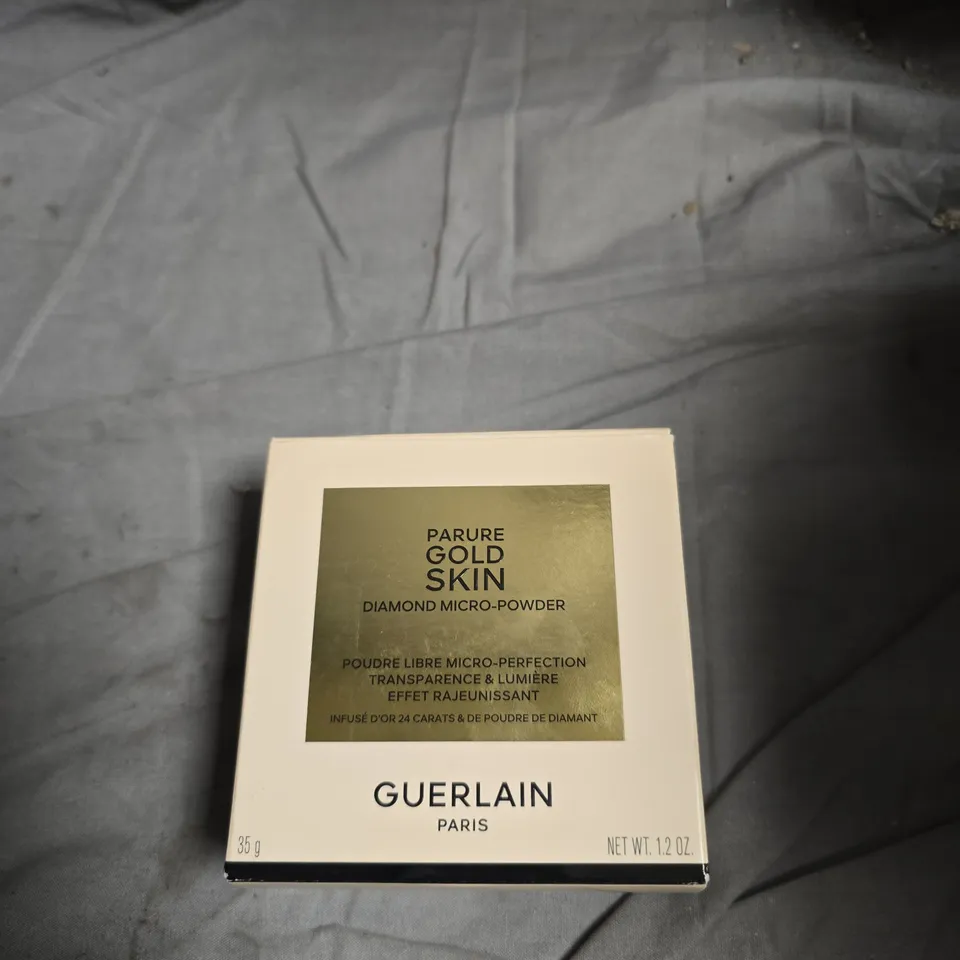 PARURE
GOLD
SKIN
DIAMOND MICRO-POWDER
POUDRE LIBRE MICRO-PERFECTION
TRANSPARENCE & LUMIÈRE
EFFET RAJEUNISSANT
INFUSÉ D'OR 24 CARATS & DE POUDRE DE DIAMANT
GUERLAIN
PARIS
35 g
NET WT. 1.2 OZ.